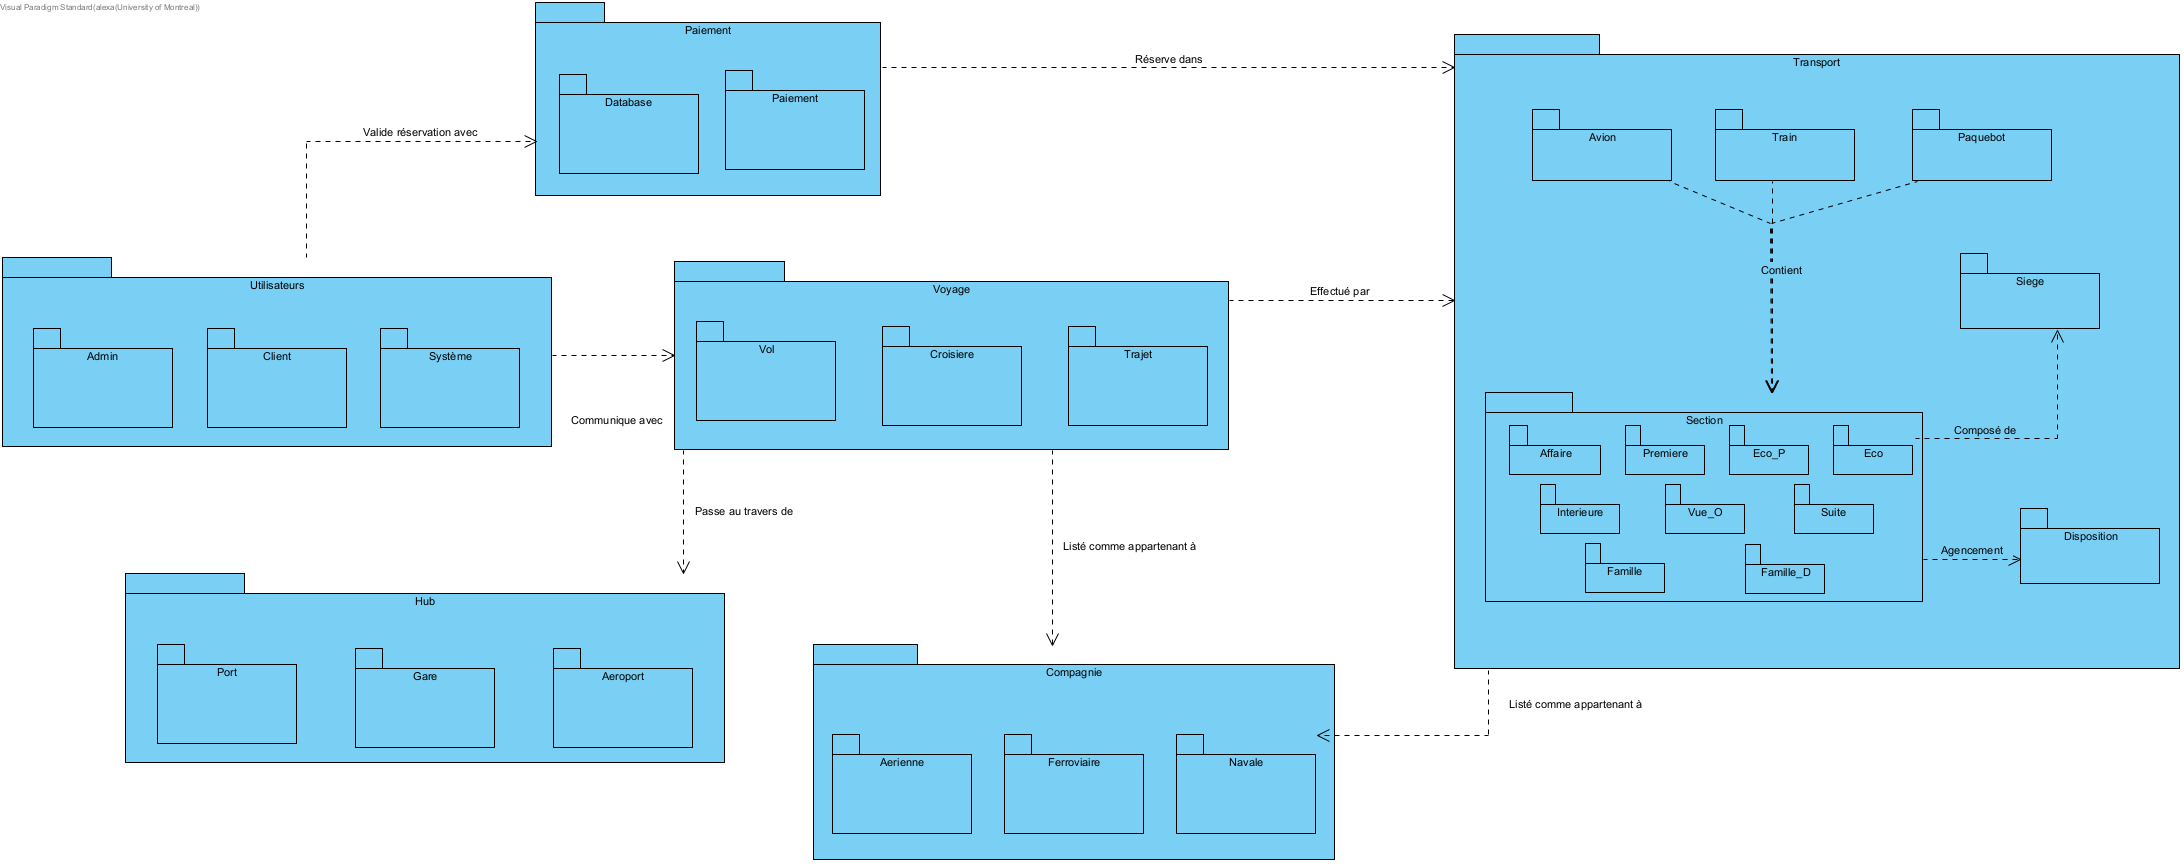 Visual Paradigm Standard(alexa(University of Montreal))
Paiement
Database
Paiement
Réserve dans
Valide réservation avec
Transport
Avion
Train
Paquebot
Contient
Siege
Utilisateurs
Admin
Client
Système
Communique avec
Voyage
Vol
Croisiere
Trajet
Effectué par
Section
Affaire
Premiere
Eco_P
Eco
Composé de
Interieure
Vue_O
Suite
Famille
Famille_D
Agencement
Disposition
Passe au travers de
Listé comme appartenant à
Hub
Port
Gare
Aeroport
Compagnie
Aerienne
Ferroviaire
Navale
Listé comme appartenant à